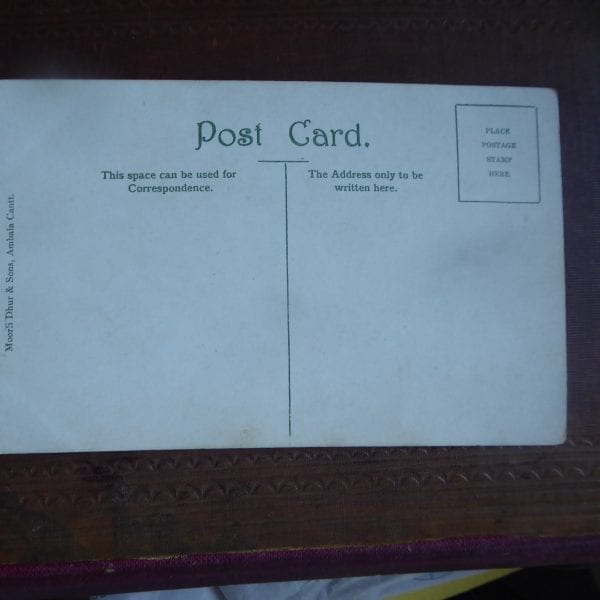 Post Card.
This space can be used for
Correspondence.
The Address only to be
written here.
PLACE
POSTAGE
STAMP
HERE
Moorli Dhur & Sons, Ambala Cantt.